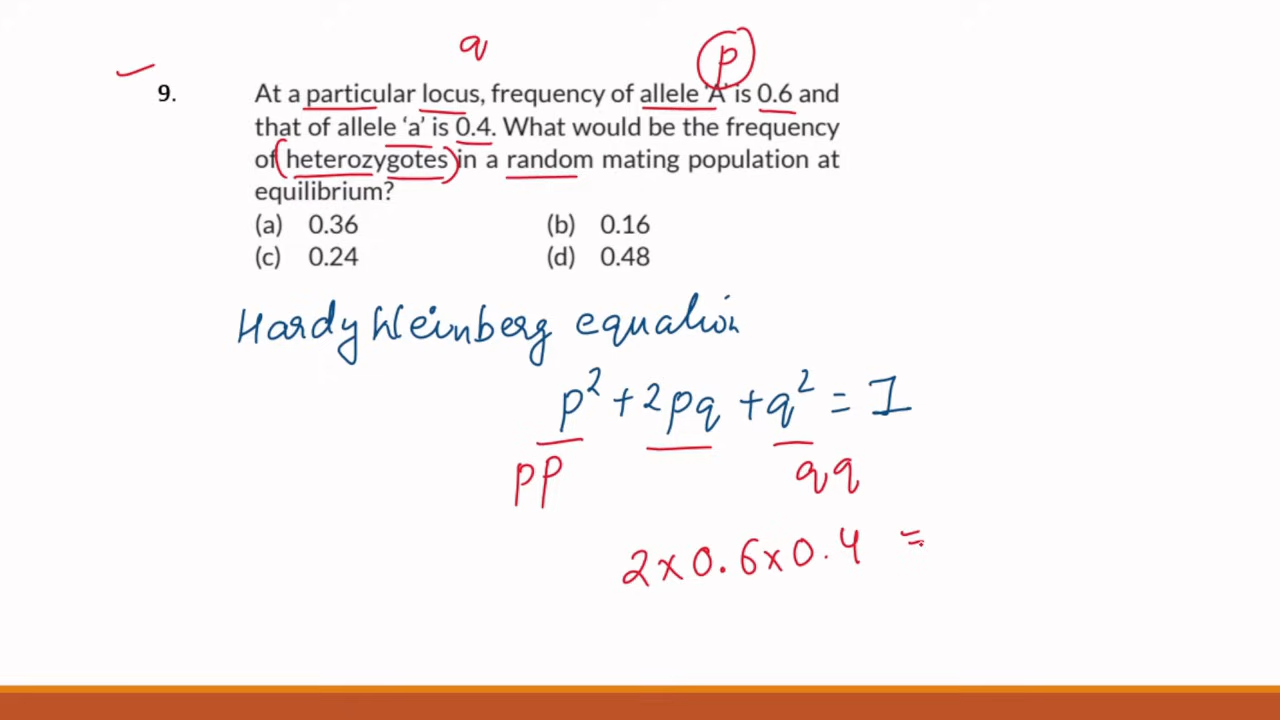 q p
9. At a particular locus, frequency of allele 'A' is 0.6 and
that of allele 'a' is 0.4. What would be the frequency
of (heterozygotes) in a random mating population at
equilibrium?
(a) 0.36 (b) 0.16
(c) 0.24 (d) 0.48
Hardy Weinberg equation
p² + 2pq + q² = 1
pp qq
2 x 0.6 x 0.4 =